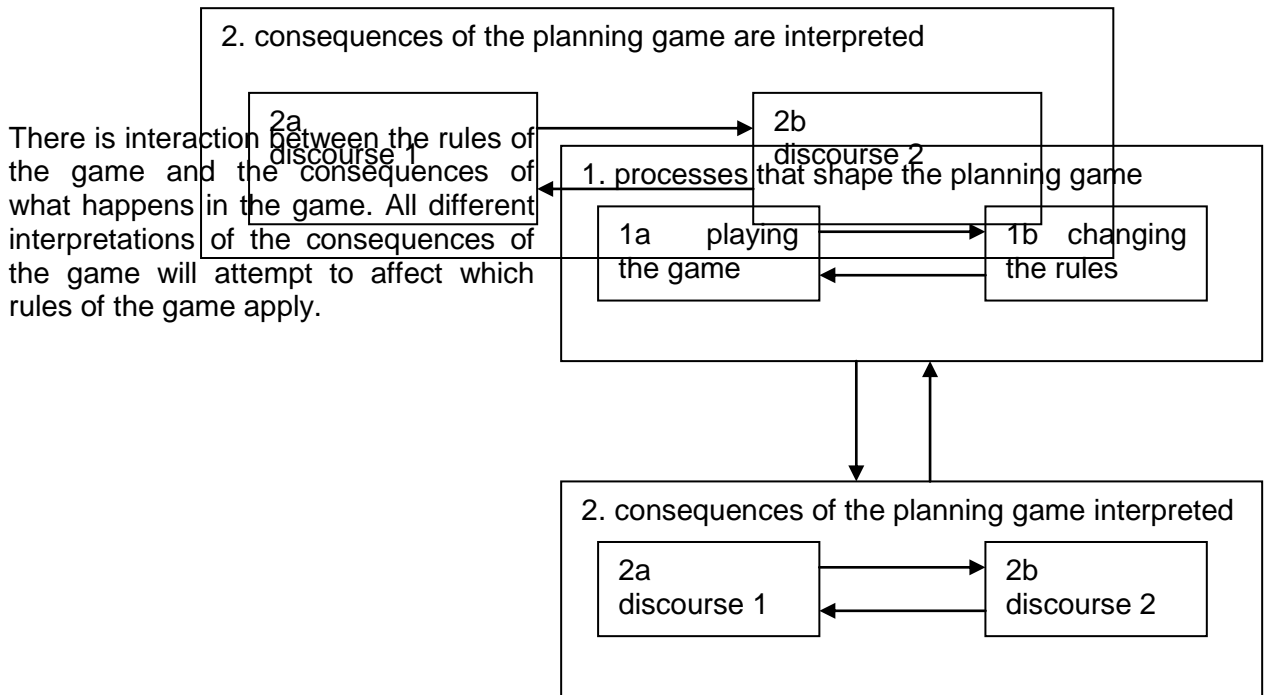 2. consequences of the planning game are interpreted
2a
discourse 1
2b
discourse 2
There is interaction between the rules of
the game and the consequences of
what happens in the game. All different
interpretations of the consequences of
the game will attempt to affect which
rules of the game apply.
1. processes that shape the planning game
1a playing
the game
1b changing
the rules
2. consequences of the planning game interpreted
2a
discourse 1
2b
discourse 2